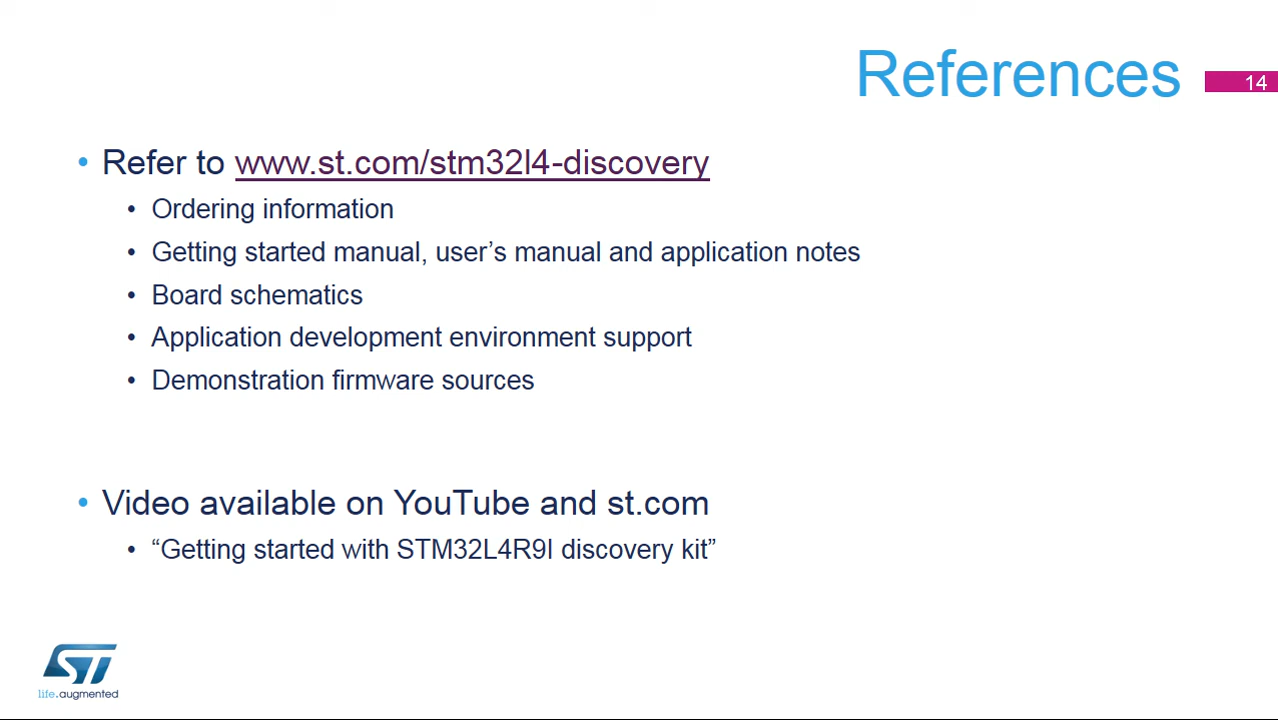 References
14
• Refer to www.st.com/stm32l4-discovery
• Ordering information
• Getting started manual, user’s manual and application notes
• Board schematics
• Application development environment support
• Demonstration firmware sources
• Video available on YouTube and st.com
• “Getting started with STM32L4R9I discovery kit”
ST
life.augmented